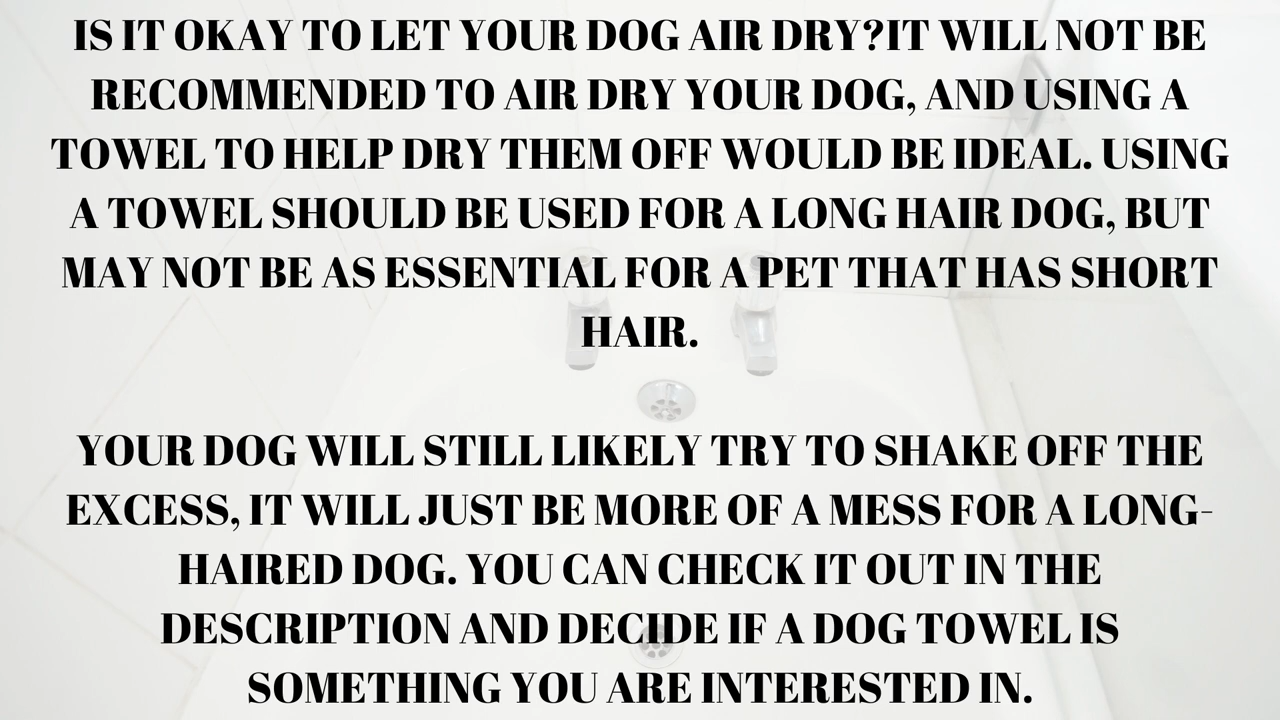 IS IT OKAY TO LET YOUR DOG AIR DRY?IT WILL NOT BE
RECOMMENDED TO AIR DRY YOUR DOG, AND USING A
TOWEL TO HELP DRY THEM OFF WOULD BE IDEAL. USING
A TOWEL SHOULD BE USED FOR A LONG HAIR DOG, BUT
MAY NOT BE AS ESSENTIAL FOR A PET THAT HAS SHORT
HAIR.
YOUR DOG WILL STILL LIKELY TRY TO SHAKE OFF THE
EXCESS, IT WILL JUST BE MORE OF A MESS FOR A LONG-
HAIRED DOG. YOU CAN CHECK IT OUT IN THE
DESCRIPTION AND DECIDE IF A DOG TOWEL IS
SOMETHING YOU ARE INTERESTED IN.